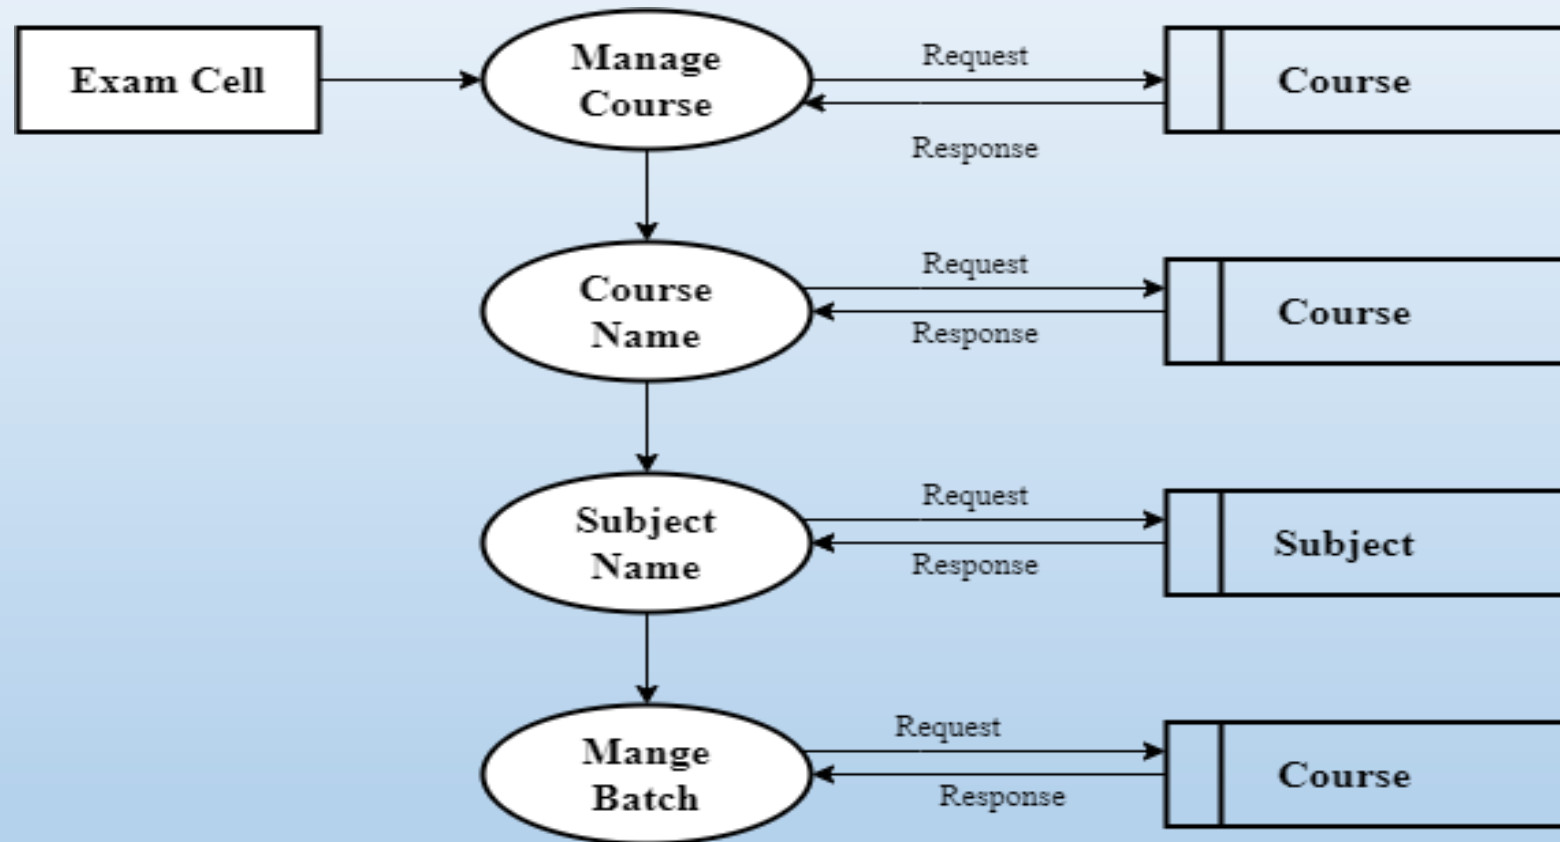 Exam Cell
Manage
Course
Request
Response
Course
Course
Name
Request
Response
Course
Subject
Name
Request
Response
Subject
Mange
Batch
Request
Response
Course